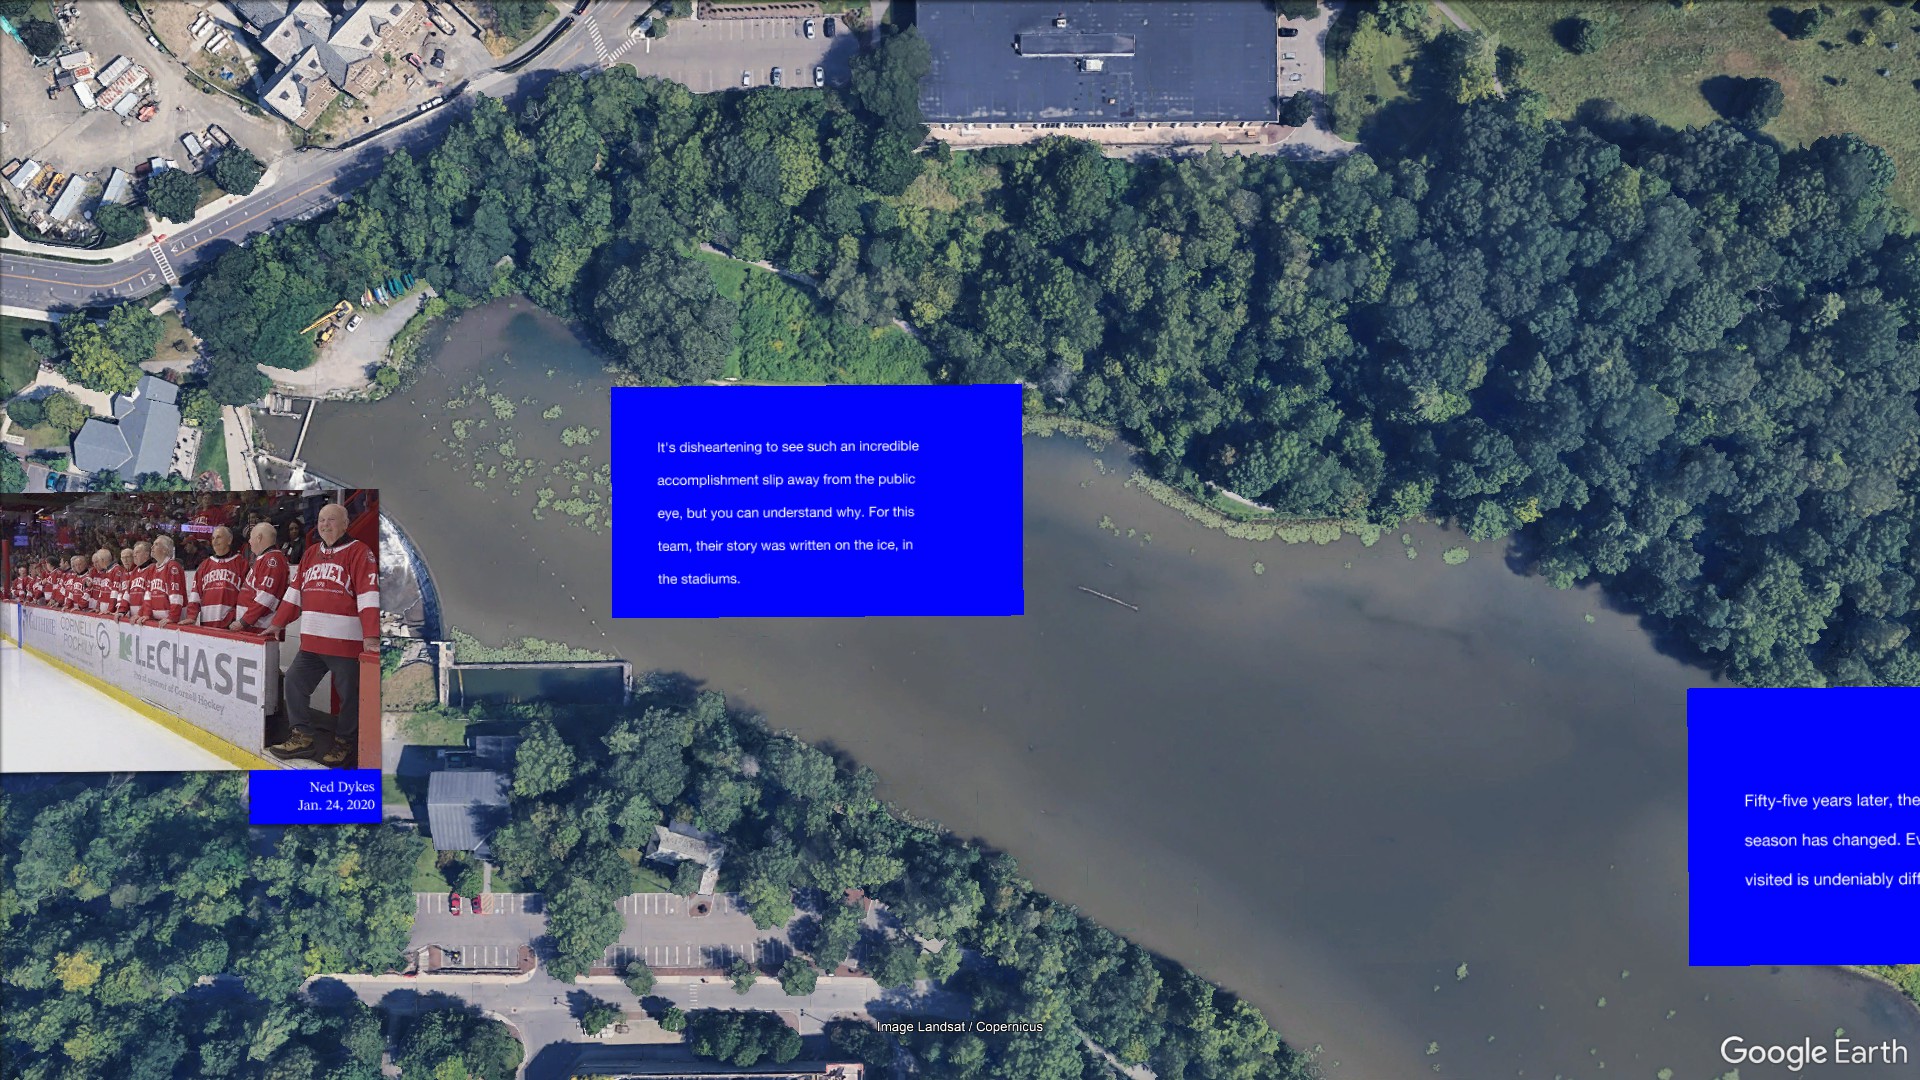 It's disheartening to see such an incredible
accomplishment slip away from the public
eye, but you can understand why. For this
team, their story was written on the ice, in
the stadiums.
CORNELL
10
CORNELL
LeCHASE
Ned Dykes
Jan. 24, 2020
Fifty-five years later, the
season has changed.
visited is undeniably
Image Landsat / Copernicus
Google Earth